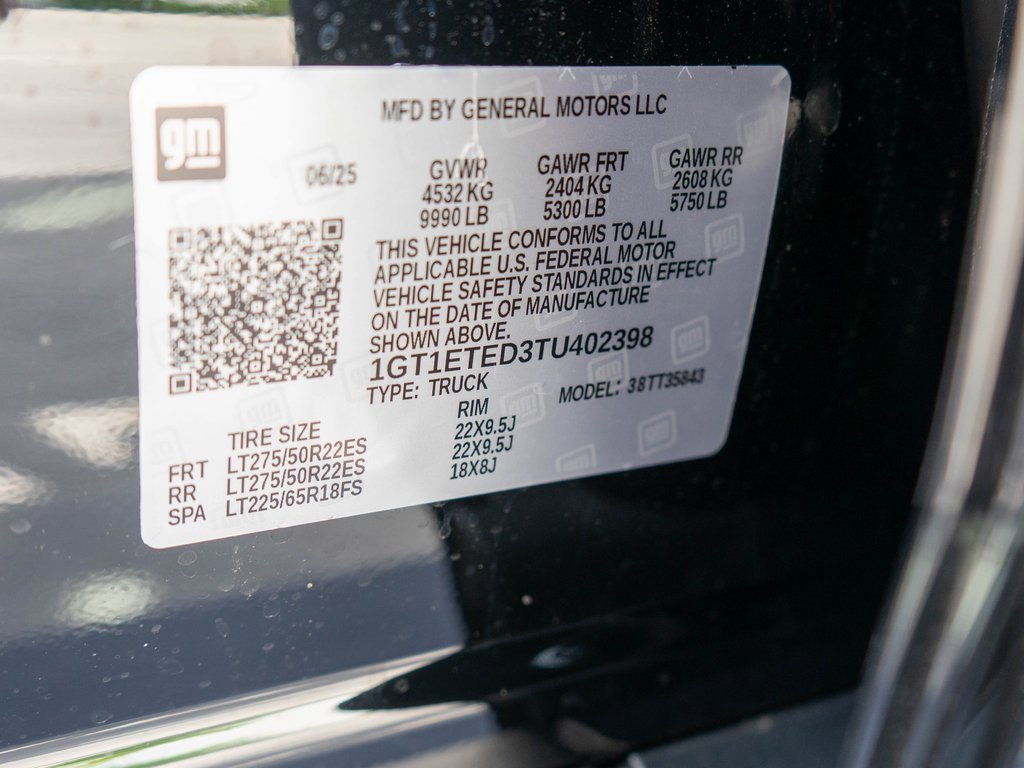 gm
MFD BY GENERAL MOTORS LLC
06/25
GVWR GAWR FRT GAWR RR
4532 KG 2404 KG 2608 KG
9990 LB 5300 LB 5750 LB
THIS VEHICLE CONFORMS TO ALL
APPLICABLE U.S. FEDERAL MOTOR
VEHICLE SAFETY STANDARDS IN EFFECT
ON THE DATE OF MANUFACTURE
SHOWN ABOVE.
1GT1ETED3TU402398
TYPE: TRUCK MODEL: 38TT35843
TIRE SIZE RIM
FRT LT275/50R22ES 22X9.5J
RR LT275/50R22ES 22X9.5J
SPA LT225/65R18FS 18X8J